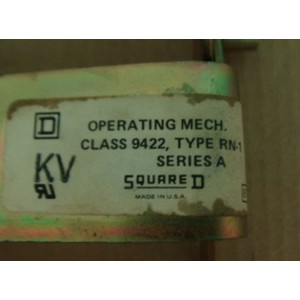 D
OPERATING MECH.
CLASS 9422, TYPE RN-1
SERIES A
KV
SQUARE D
MADE IN U.S.A.